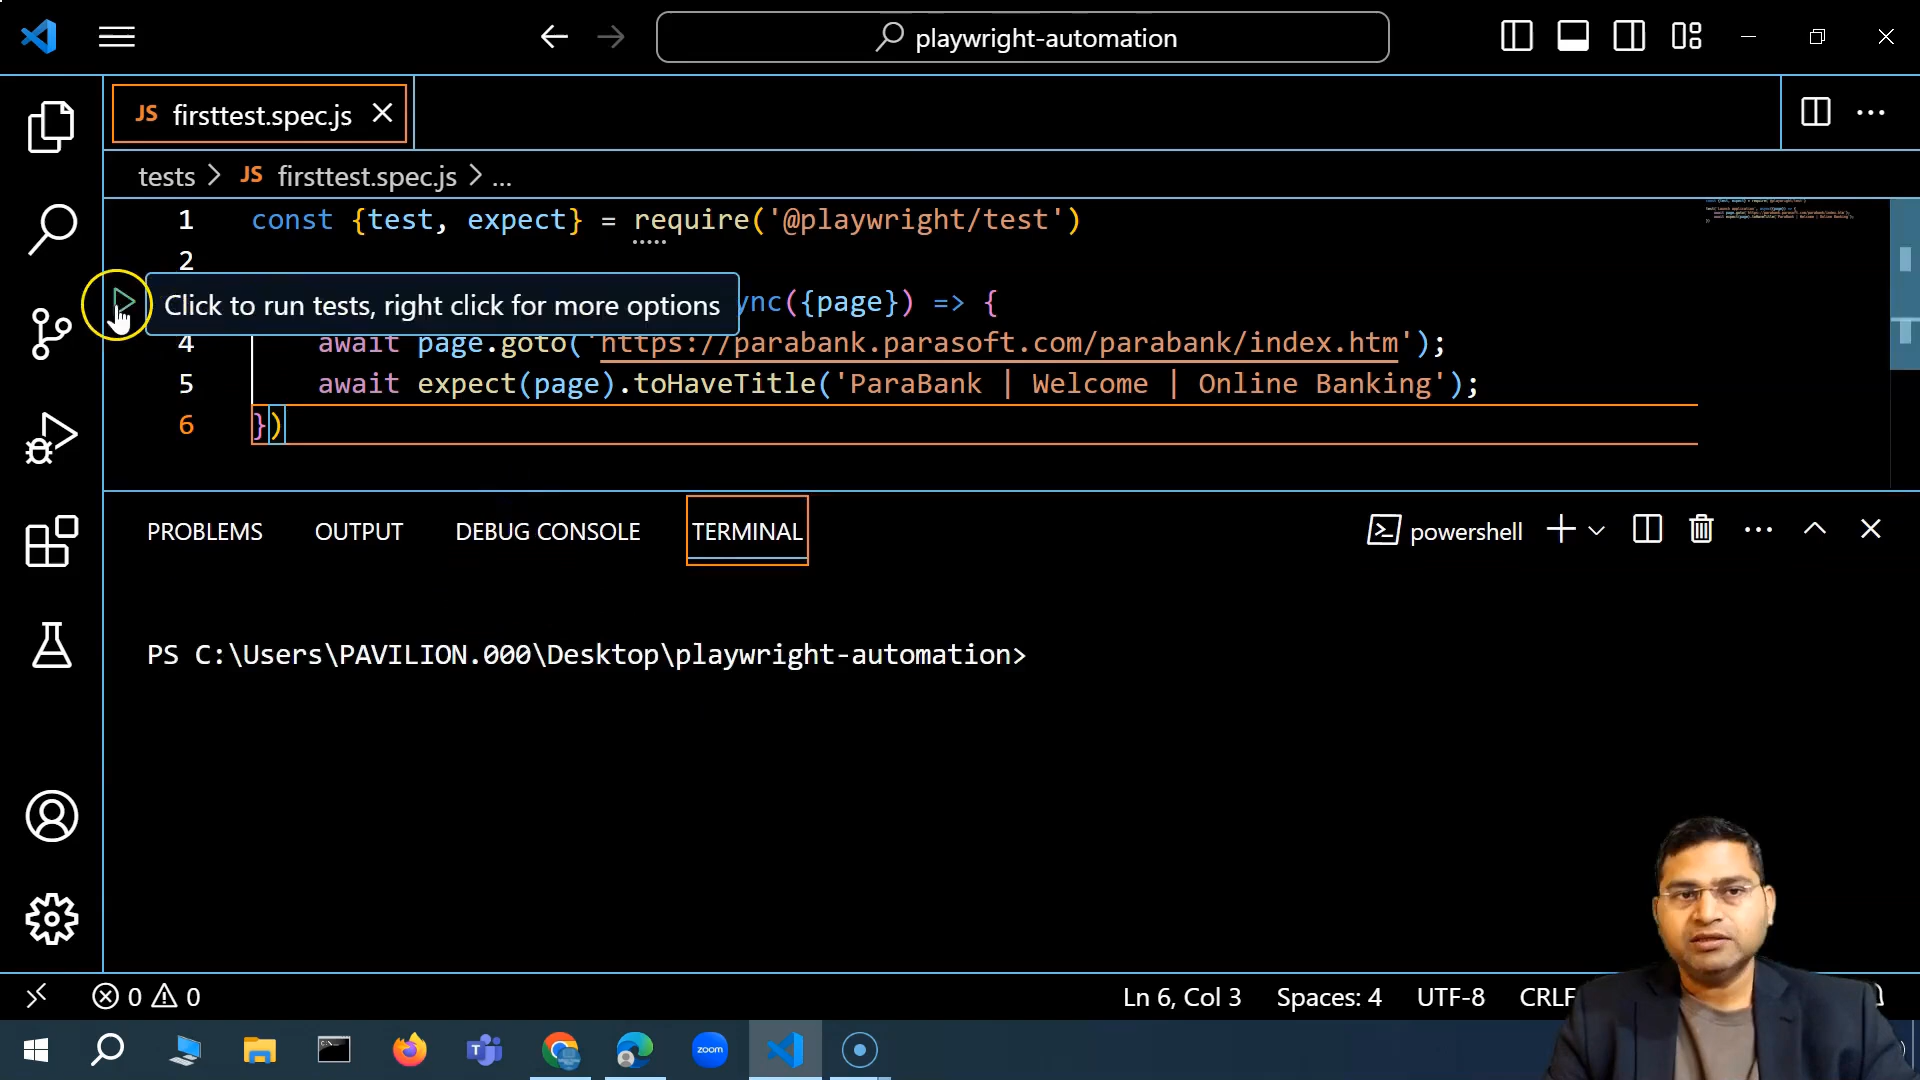 playwright-automation
JS firsttest.spec.js
tests > JS firsttest.spec.js > ...
1 const {test, expect} = require('@playwright/test')
2
Click to run tests, right click for more options
ync({page}) => {
4 await page.goto('https://parabank.parasoft.com/parabank/index.htm');
5 await expect(page).toHaveTitle('ParaBank | Welcome | Online Banking');
6 })
PROBLEMS OUTPUT DEBUG CONSOLE TERMINAL powershell
PS C:\Users\PAVILION.000\Desktop\playwright-automation>
0 0 Ln 6, Col 3 Spaces: 4 UTF-8 CRLF
zoom